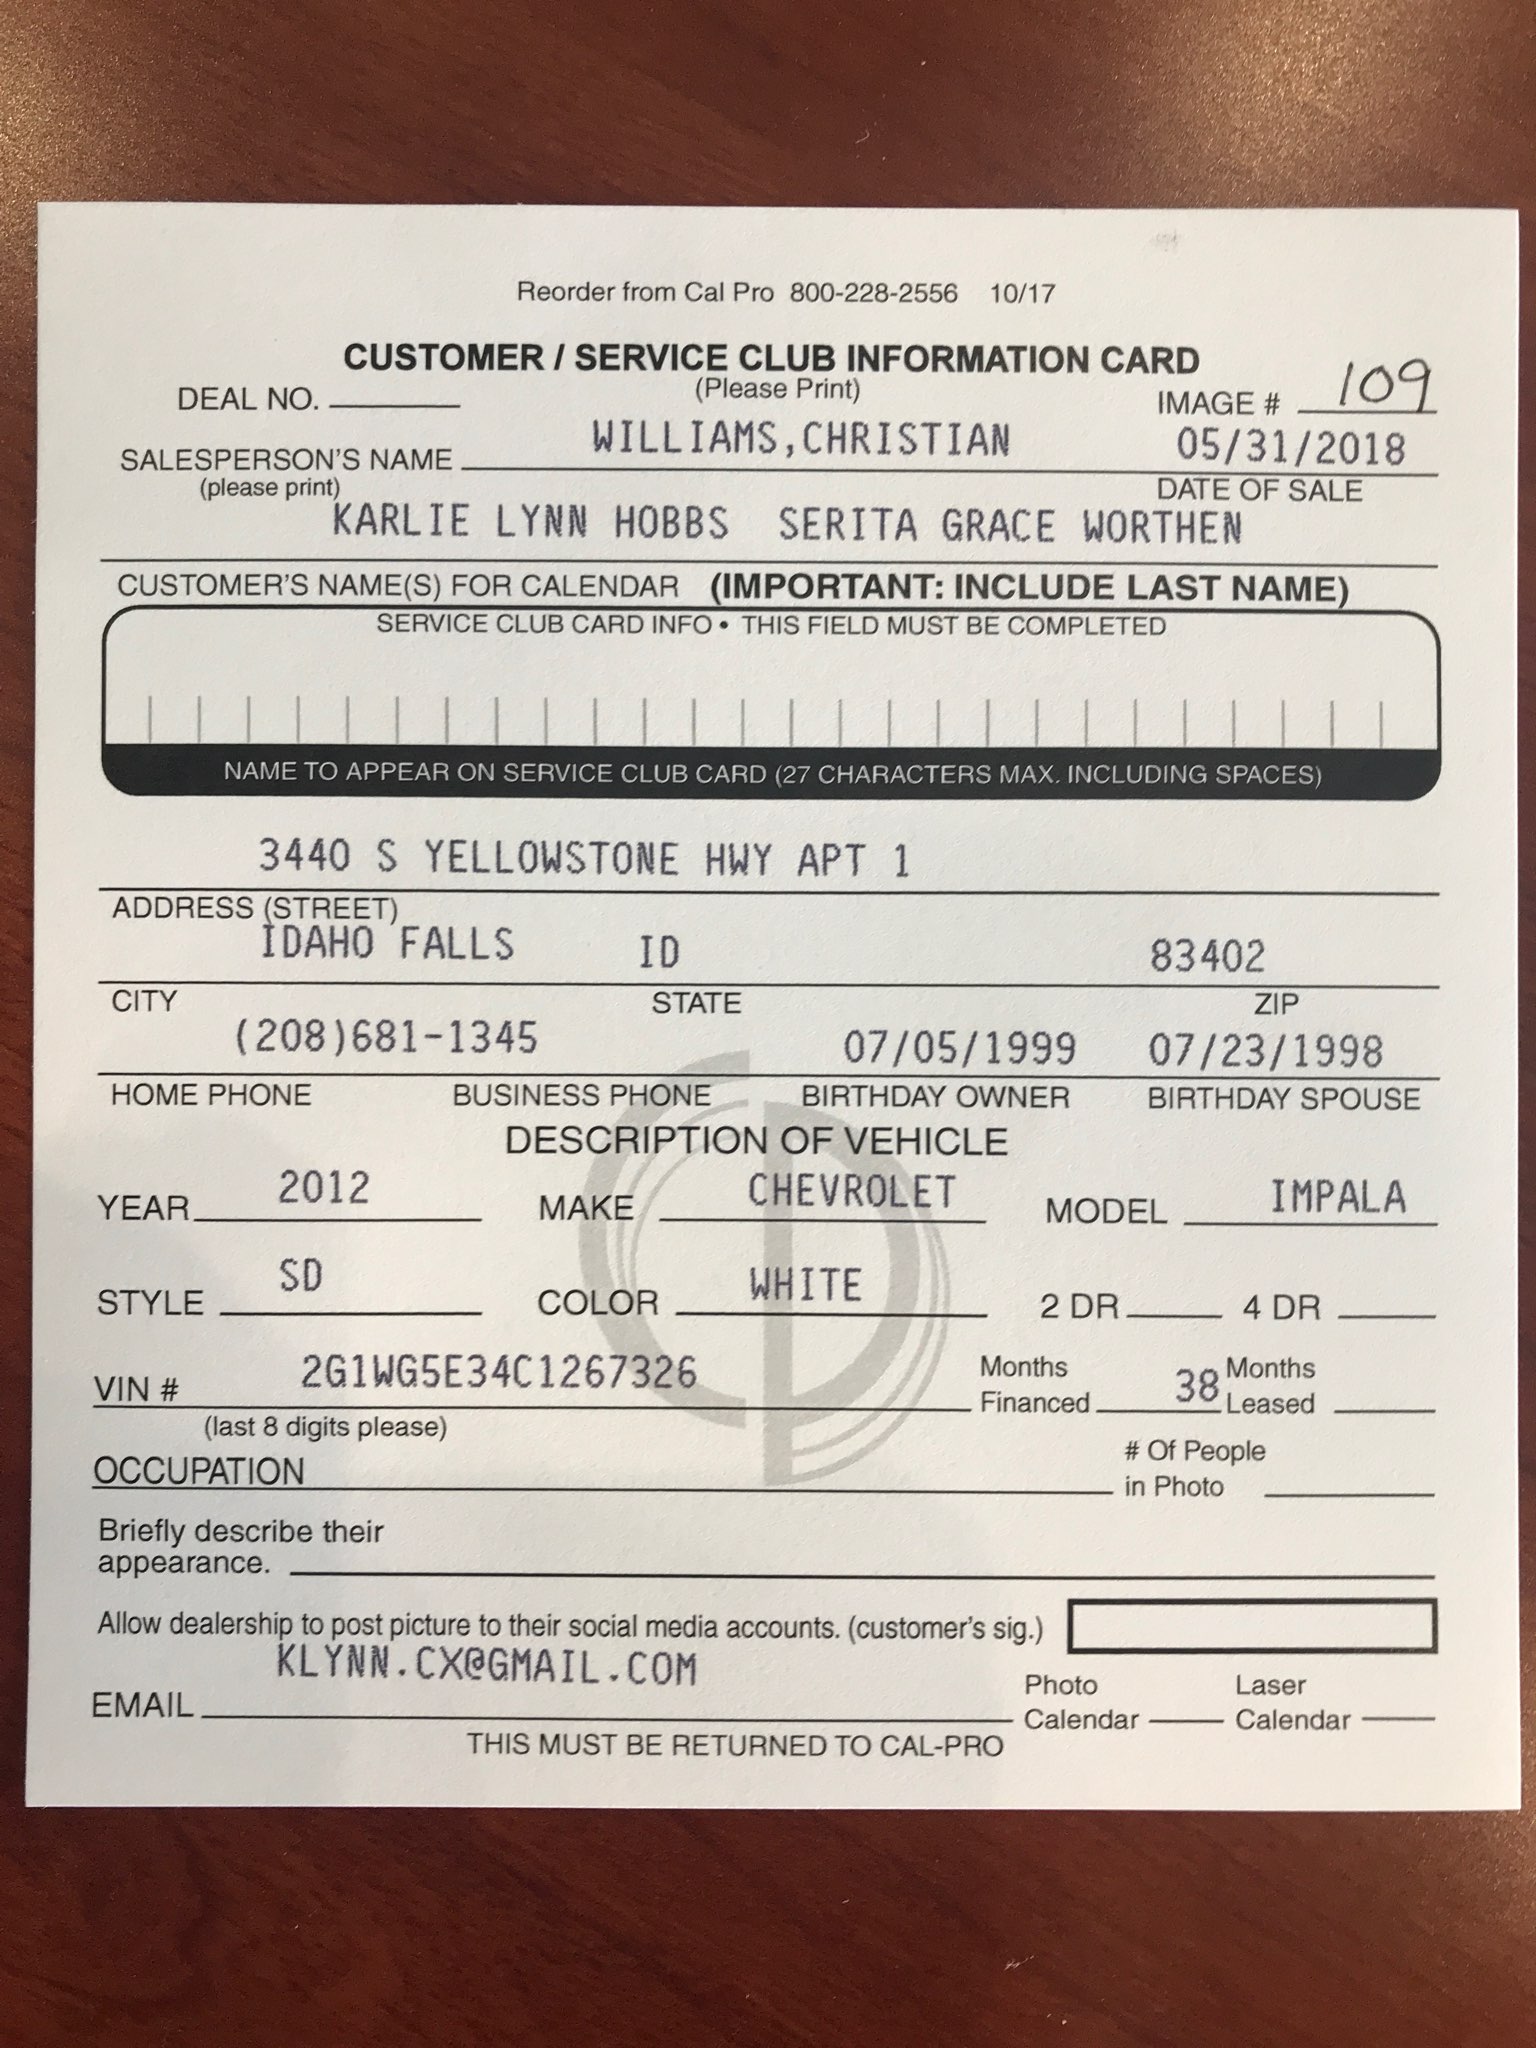 Reorder from Cal Pro 800-228-2556 10/17
CUSTOMER / SERVICE CLUB INFORMATION CARD
(Please Print)
DEAL NO.
IMAGE # 109
SALESPERSON'S NAME WILLIAMS,CHRISTIAN 05/31/2018
(please print) DATE OF SALE
KARLIE LYNN HOBBS SERITA GRACE WORTHEN
CUSTOMER'S NAME(S) FOR CALENDAR (IMPORTANT: INCLUDE LAST NAME)
SERVICE CLUB CARD INFO • THIS FIELD MUST BE COMPLETED
NAME TO APPEAR ON SERVICE CLUB CARD (27 CHARACTERS MAX. INCLUDING SPACES)
3440 S YELLOWSTONE HWY APT 1
ADDRESS (STREET)
IDAHO FALLS ID 83402
CITY STATE ZIP
(208)681-1345 07/05/1999 07/23/1998
HOME PHONE BUSINESS PHONE BIRTHDAY OWNER BIRTHDAY SPOUSE
DESCRIPTION OF VEHICLE
YEAR 2012 MAKE CHEVROLET MODEL IMPALA
STYLE SD COLOR WHITE 2 DR 4 DR
VIN # 2G1WG5E34C1267326 Months Financed 38 Months Leased
(last 8 digits please)
OCCUPATION # Of People in Photo
Briefly describe their
appearance.
Allow dealership to post picture to their social media accounts. (customer's sig.)
KLYNN.CX@GMAIL.COM
EMAIL Photo Calendar Laser Calendar
THIS MUST BE RETURNED TO CAL-PRO